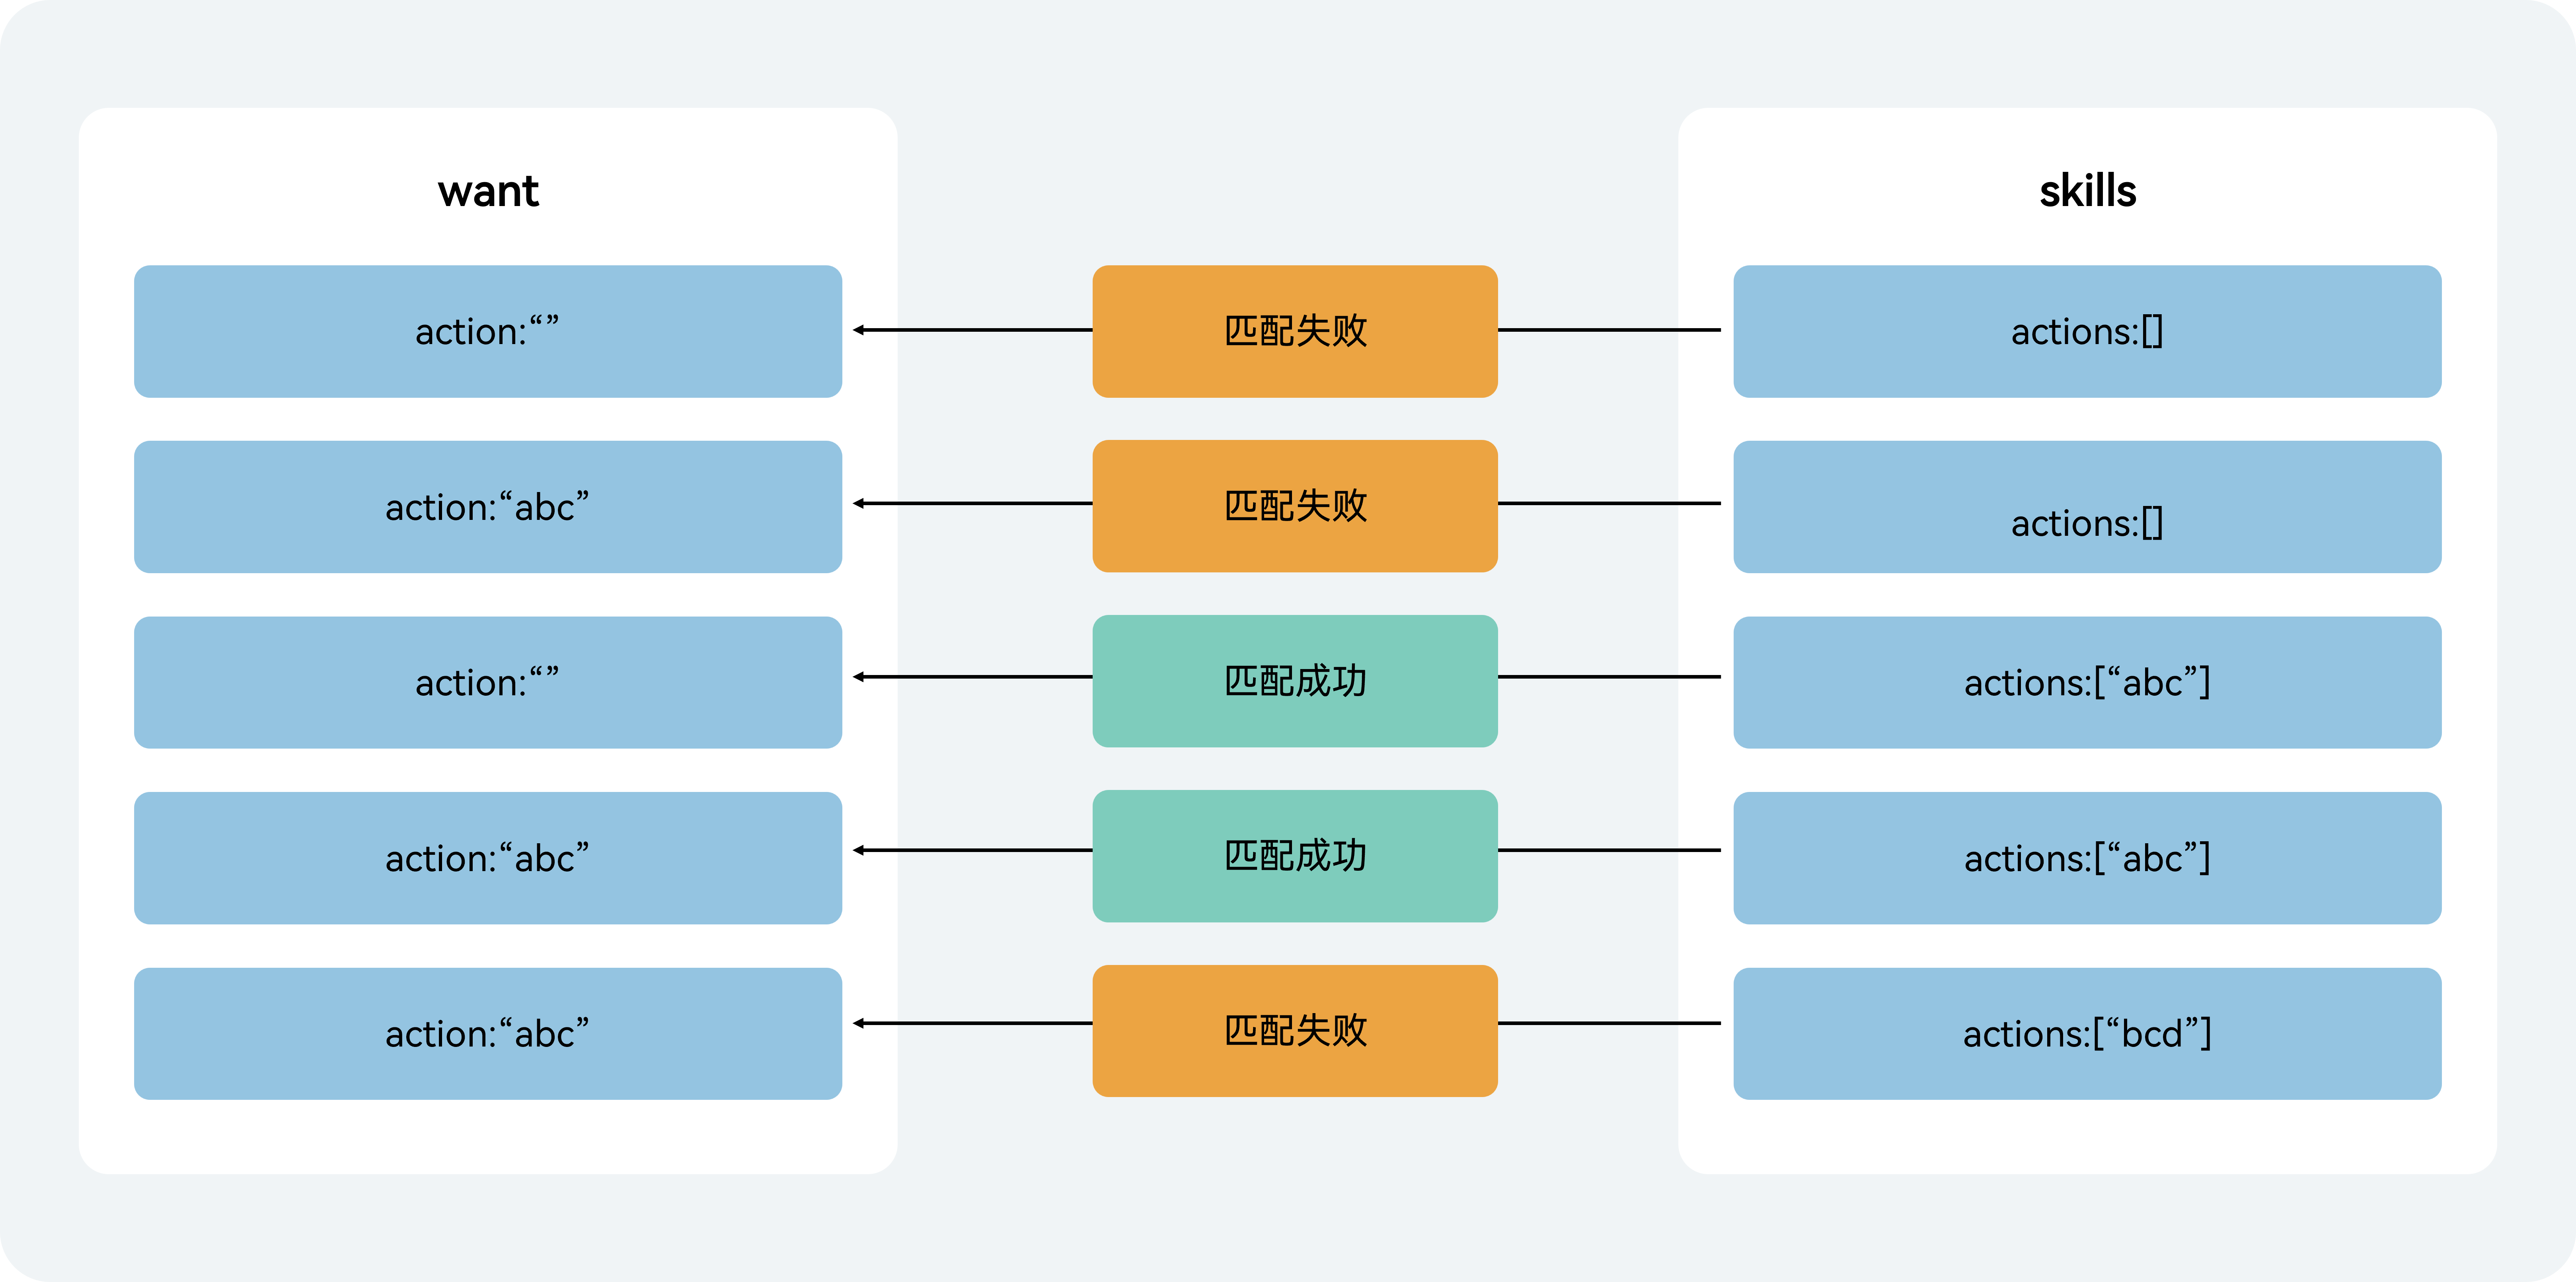 want
skills
action:“”
匹配失败
actions:[]
action:“abc”
匹配失败
actions:[]
action:“”
匹配成功
actions:[“abc”]
action:“abc”
匹配成功
actions:[“abc”]
action:“abc”
匹配失败
actions:[“bcd”]